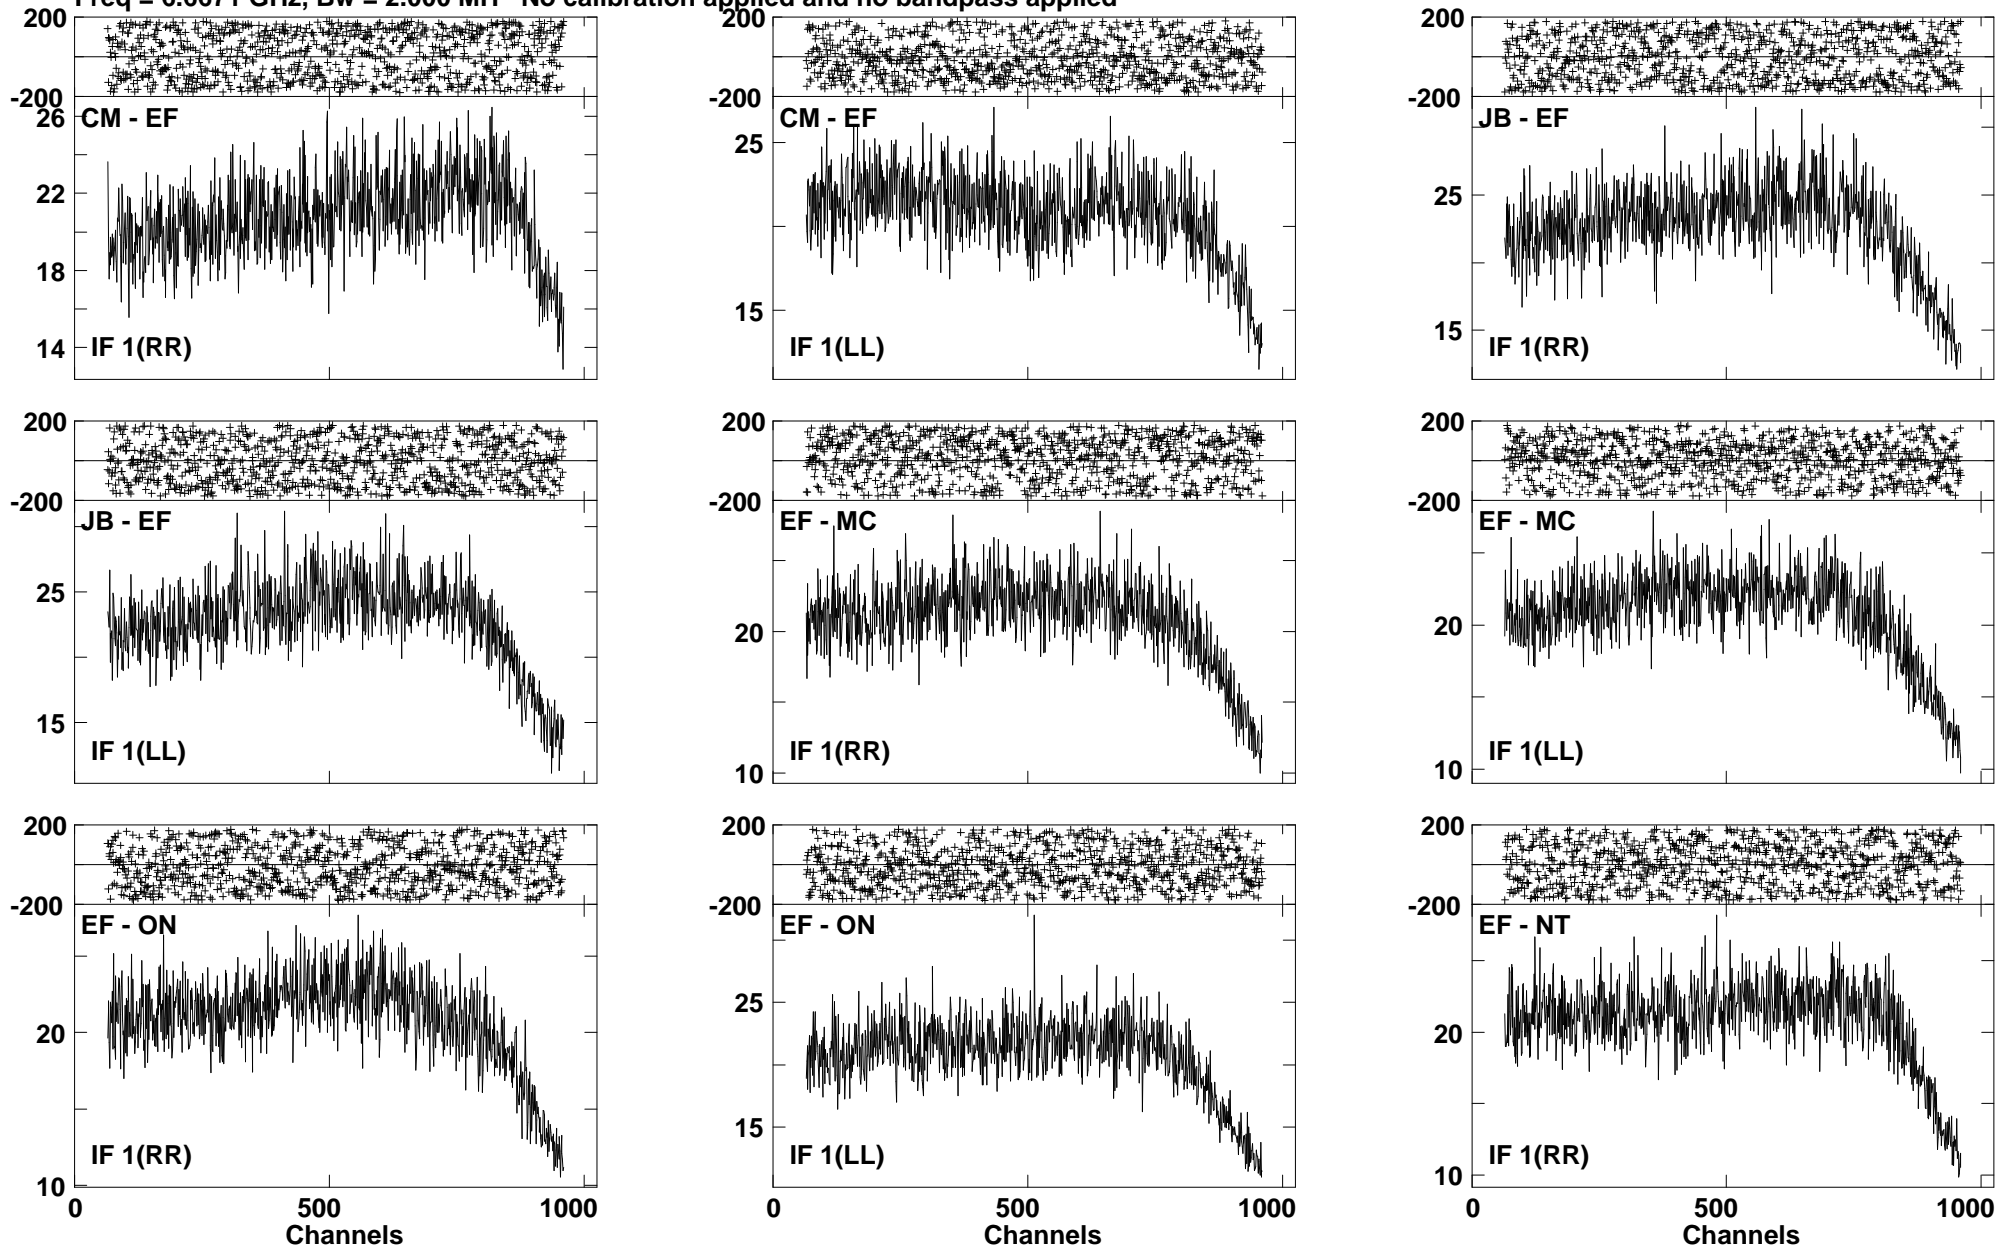 No calibration applied and no bandpass applied
200
-200
CM - EF
26
22
18
14
IF 1(RR)
200
-200
CM - EF
25
15
IF 1(LL)
200
-200
JB - EF
25
15
IF 1(RR)
200
-200
JB - EF
25
15
IF 1(LL)
200
-200
EF - MC
20
10
IF 1(RR)
200
-200
EF - MC
20
10
IF 1(LL)
200
-200
EF - ON
20
10
IF 1(RR)
0 500 1000
Channels
200
-200
EF - ON
25
15
IF 1(LL)
0 500 1000
Channels
200
-200
EF - NT
20
10
IF 1(RR)
0 500 1000
Channels